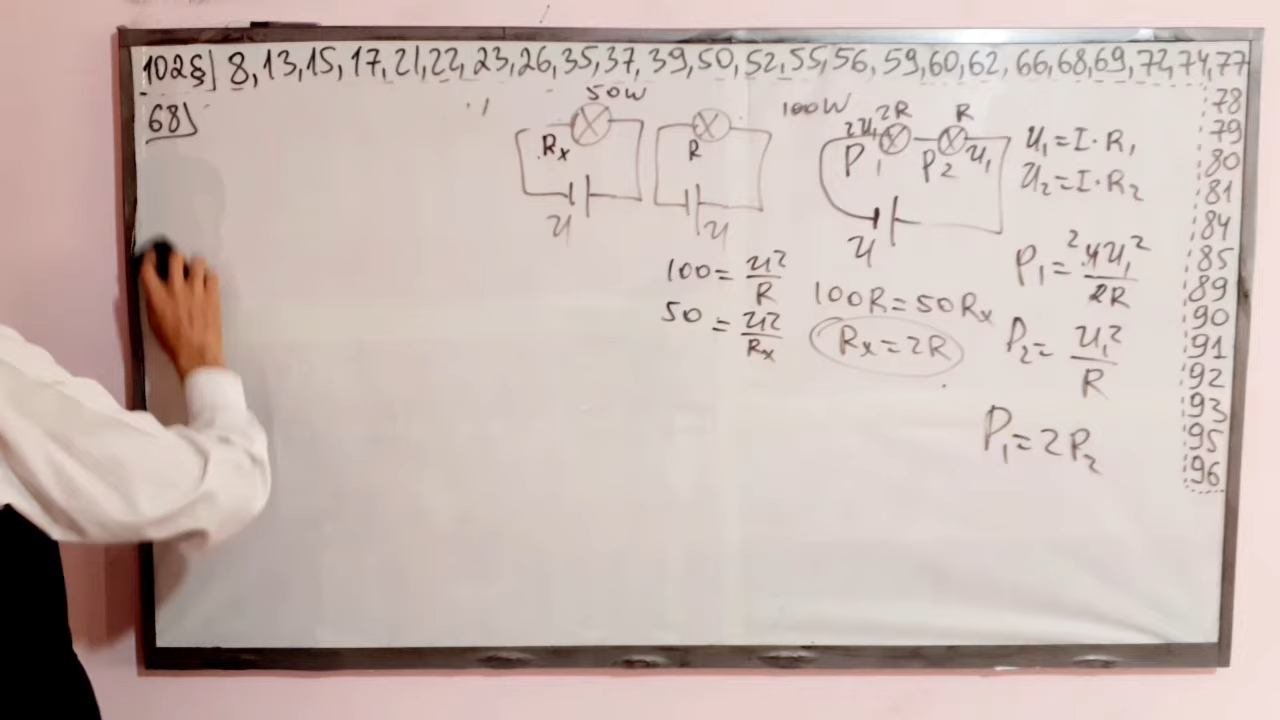 102§] 8,13,15,17,21,22,23,26,35,37,39,50,52,55,56,59,60,62,66,68,69,72,74,77
78
79
80
81
84
85
89
90
91
92
93
95
96
68)
50W
Rx
U
R
U
100W
2U₁ 2R R
P₁ P₂ U₁
U
U₁=I·R₁
U₂=I·R₂
100=U²/R
50=U²/Rx
100R=50Rx
Rx=2R
P₁=²4U₁²/2R
P₂=U₁²/R
P₁=2P₂